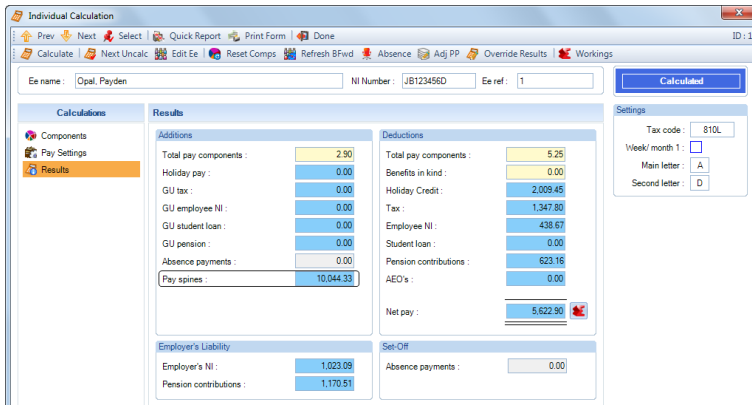 Individual Calculation
Prev Next Select Quick Report Print Form Done ID : 1
Calculate Next Uncalc Edit Ee Reset Comps Refresh BFwd Absence Adj PP Override Results Workings
Ee name : Opal, Payden NI Number : JB123456D Ee ref : 1 Calculated
Calculations Results Settings
Components Additions Deductions Tax code : 810L
Pay Settings Total pay components : 2.90 Total pay components : 5.25 Week/ month 1 :
Results Holiday pay : 0.00 Benefits in kind : 0.00 Main letter : A
GU tax : 0.00 Holiday Credit : 2,009.45 Second letter : D
GU employee NI : 0.00 Tax : 1,347.80
GU student loan : 0.00 Employee NI : 438.67
GU pension : 0.00 Student loan : 0.00
Absence payments : 0.00 Pension contributions : 623.16
Pay spines : 10,044.33 AEO's : 0.00
Net pay : 5,622.90
Employer's Liability Set-Off
Employer's NI : 1,023.09 Absence payments : 0.00
Pension contributions : 1,170.51